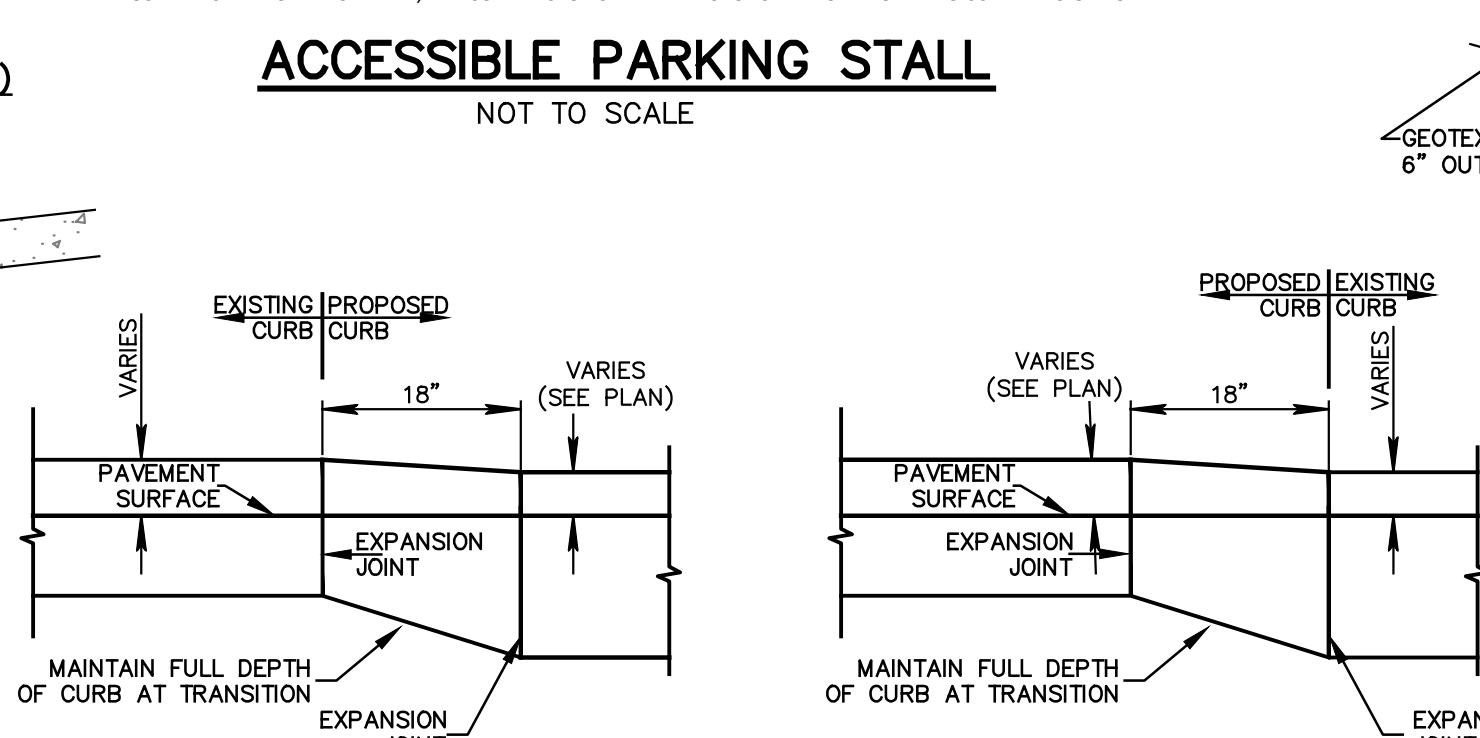 ACCESSIBLE PARKING STALL
NOT TO SCALE
6" OUT
EXISTING PROPOSED
CURB CURB
VARIES
18"
VARIES
(SEE PLAN)
PAVEMENT
SURFACE
EXPANSION
JOINT
MAINTAIN FULL DEPTH
OF CURB AT TRANSITION
EXPANSION
JOINT
PROPOSED EXISTING
CURB CURB
VARIES
(SEE PLAN)
18"
VARIES
PAVEMENT
SURFACE
EXPANSION
JOINT
MAINTAIN FULL DEPTH
OF CURB AT TRANSITION